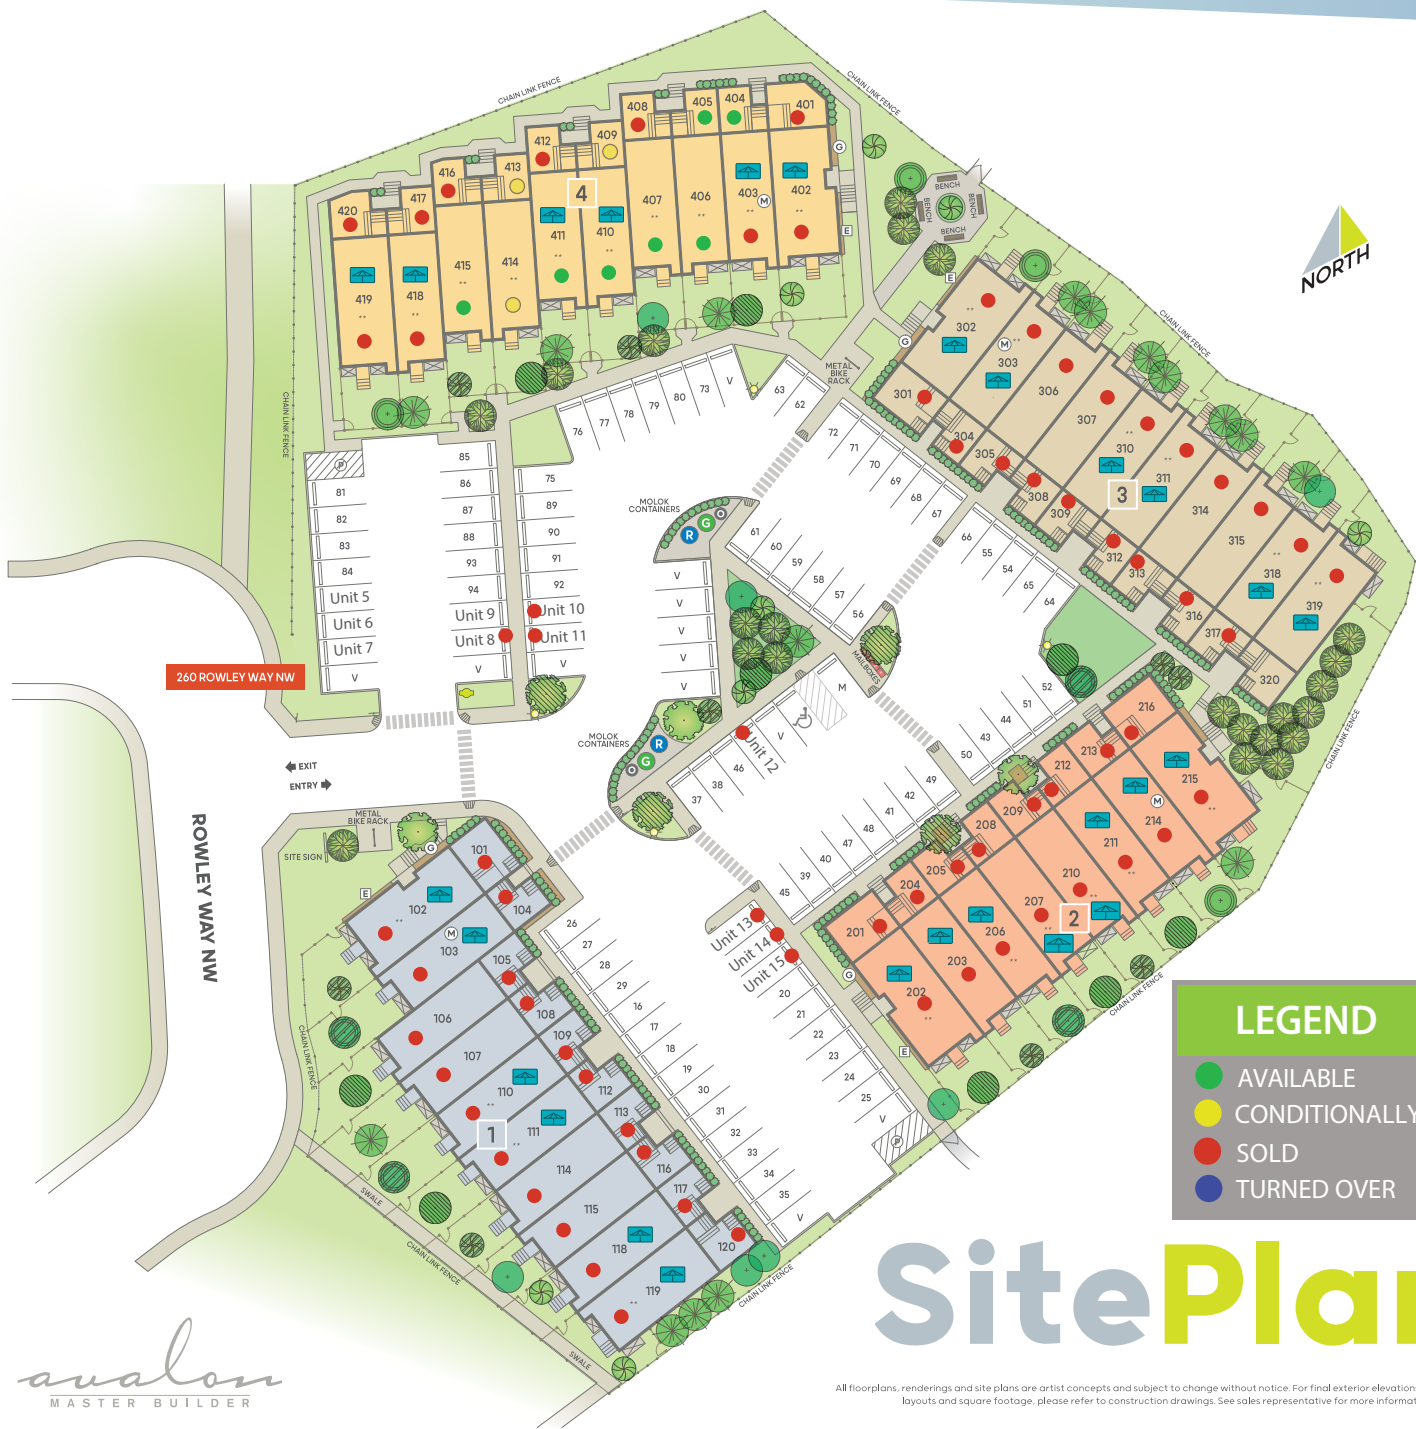 CHAIN LINK FENCE
CHAIN LINK FENCE
408
405
404
401
412
409
G
416
413
420
417
4
407
406
403
M
402
E
411
410
415
414
419
418
BENCH
BENCH
BENCH
BENCH
NORTH
E
302
G
M
303
CHAIN LINK FENCE
METAL
BIKE
RACK
301
306
307
310
311
304
305
308
309
3
314
315
312
313
318
319
316
317
320
CHAIN LINK FENCE
CHAIN LINK FENCE
76
77
78
79
80
73
V
63
62
72
71
70
69
68
67
P
81
82
83
84
Unit 5
Unit 6
Unit 7
V
85
86
87
88
93
94
Unit 9
Unit 8
V
75
89
90
91
92
Unit 10
Unit 11
V
MOLOK
CONTAINERS
R
G
V
V
V
V
V
61
60
59
58
57
56
66
55
54
65
64
MAILBOXES
52
51
44
43
50
260 ROWLEY WAY NW
EXIT
ENTRY
MOLOK
CONTAINERS
R
G
M
V
Unit 12
46
38
37
49
42
41
48
47
40
39
45
216
213
212
209
208
205
204
201
215
M
214
211
210
207
2
206
203
202
G
E
CHAIN LINK FENCE
ROWLEY WAY NW
METAL
BIKE RACK
SITE SIGN
G
E
101
102
104
M
103
105
106
108
107
109
110
112
111
113
1
114
116
115
117
118
120
119
CHAIN LINK FENCE
SWALE
CHAIN LINK FENCE
SWALE
CHAIN LINK FENCE
26
27
28
29
16
17
18
19
30
31
32
33
34
35
V
Unit 13
Unit 14
Unit 15
20
21
22
23
24
25
V
P
LEGEND
AVAILABLE
CONDITIONALLY
SOLD
TURNED OVER
SitePlan
avalon
MASTER BUILDER
All floorplans, renderings and site plans are artist concepts and subject to change without notice. For final exterior elevation
layouts and square footage, please refer to construction drawings. See sales representative for more informat